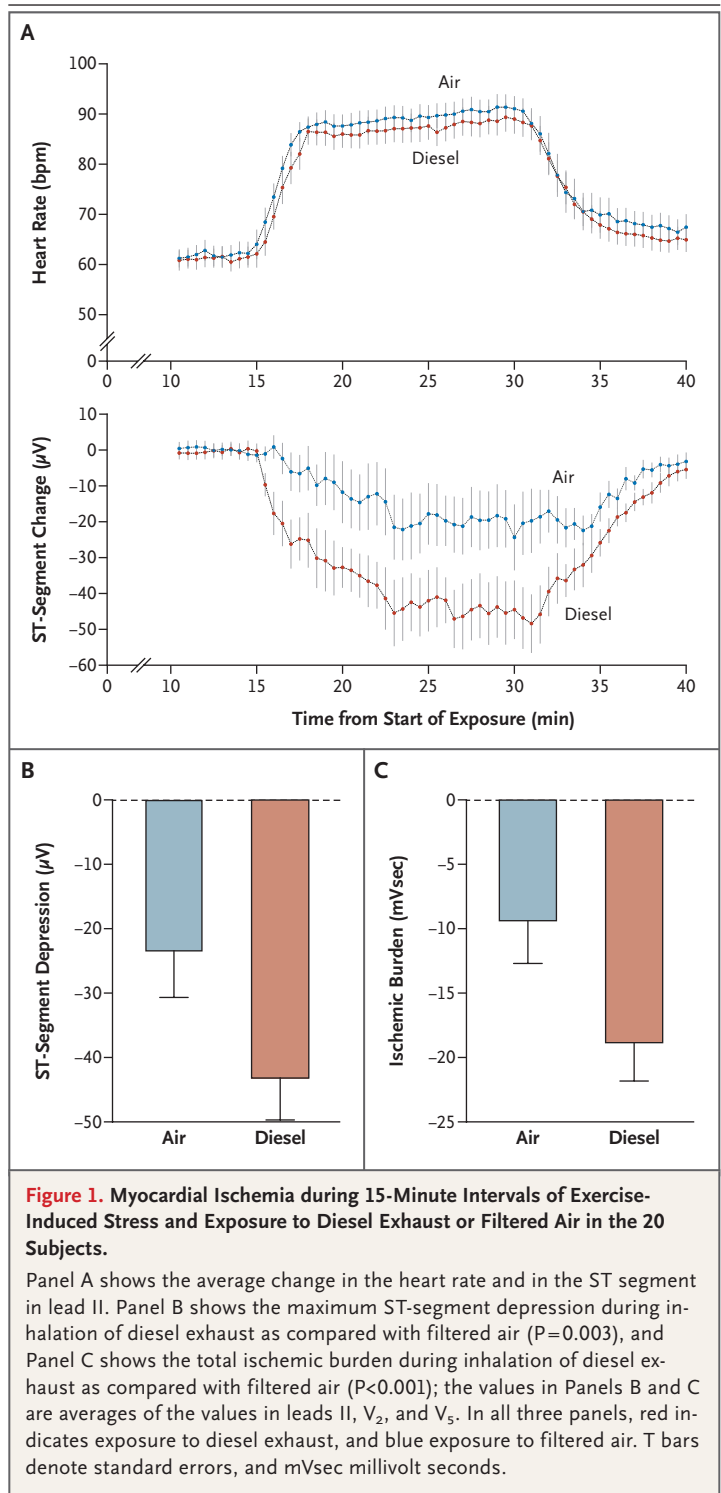 A
100
90
80
70
60
50
0
Heart Rate (bpm)
Air
Diesel
0 10 15 20 25 30 35 40
10
0
–10
–20
–30
–40
–50
–60
ST-Segment Change (µV)
Air
Diesel
0 10 15 20 25 30 35 40
Time from Start of Exposure (min)
B
0
–10
–20
–30
–40
–50
ST-Segment Depression (µV)
Air Diesel
C
0
–5
–10
–15
–20
–25
Ischemic Burden (mVsec)
Air Diesel
Figure 1. Myocardial Ischemia during 15-Minute Intervals of Exercise-
Induced Stress and Exposure to Diesel Exhaust or Filtered Air in the 20
Subjects.
Panel A shows the average change in the heart rate and in the ST segment
in lead II. Panel B shows the maximum ST-segment depression during in-
halation of diesel exhaust as compared with filtered air (P=0.003), and
Panel C shows the total ischemic burden during inhalation of diesel ex-
haust as compared with filtered air (P<0.001); the values in Panels B and C
are averages of the values in leads II, V₂, and V₅. In all three panels, red in-
dicates exposure to diesel exhaust, and blue exposure to filtered air. T bars
denote standard errors, and mVsec millivolt seconds.